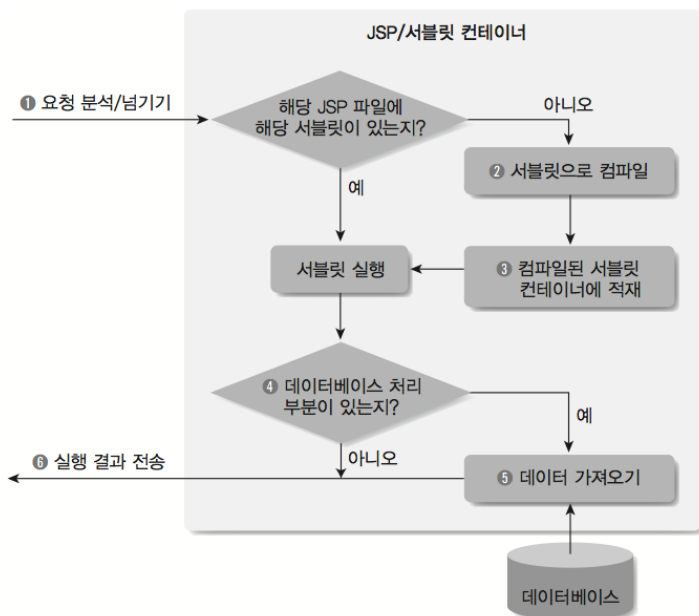 JSP/서블릿 컨테이너
❶ 요청 분석/넘기기
해당 JSP 파일에
해당 서블릿이 있는지?
아니오
❷ 서블릿으로 컴파일
예
서블릿 실행
❸ 컴파일된 서블릿
컨테이너에 적재
❹ 데이터베이스 처리
부분이 있는지?
예
아니오
❻ 실행 결과 전송
❺ 데이터 가져오기
데이터베이스